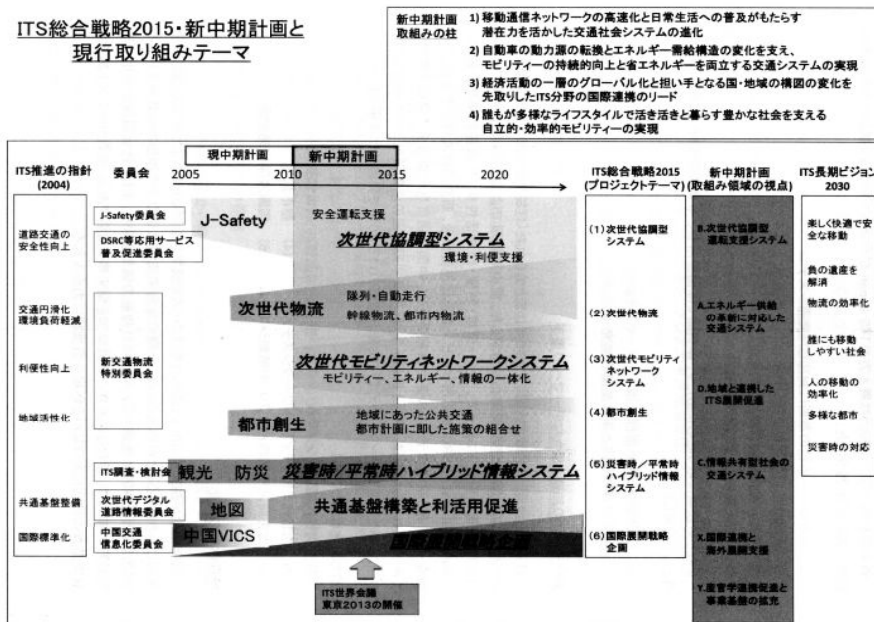 ITS総合戦略2015・新中期計画と
現行取り組みテーマ
新中期計画
取組みの柱
1) 移動通信ネットワークの高速化と日常生活への普及がもたらす
潜在力を活かした交通社会システムの進化
2) 自動車の動力源の転換とエネルギー需給構造の変化を支え、
モビリティーの持続的向上と省エネルギーを両立する交通システムの実現
3) 経済活動の一層のグローバル化と担い手となる国・地域の構図の変化を
先取りしたITS分野の国際連携のリード
4) 誰もが多様なライフスタイルで活き活きと暮らす豊かな社会を支える
自立的・効率的モビリティーの実現
現中期計画
新中期計画
ITS推進の指針
(2004)
委員会
2005
2010
2015
2020
ITS総合戦略2015
(プロジェクトテーマ)
新中期計画
(取組み領域の視点)
ITS長期ビジョン
2030
道路交通の
安全性向上
交通円滑化
環境負荷軽減
利便性向上
地域活性化
共通基盤整備
国際標準化
J-Safety委員会
DSRC等応用サービス
普及促進委員会
新交通物流
特別委員会
ITS調査・検討会
次世代デジタル
道路情報委員会
中国交通
信息化委員会
J-Safety
安全運転支援
次世代協調型システム
環境・利便支援
次世代物流
隊列・自動走行
幹線物流、都市内物流
次世代モビリティネットワークシステム
モビリティー、エネルギー、情報の一体化
都市創生
地域にあった公共交通
都市計画に即した施策の組合せ
観光 防災 災害時/平常時ハイブリッド情報システム
地図
共通基盤構築と利活用促進
中国VICS
国際展開戦略企画
ITS世界会議
東京2013の開催
(1)次世代協調型
システム
(2)次世代物流
(3)次世代モビリティ
ネットワーク
システム
(4)都市創生
(5)災害時/平常時
ハイブリッド情報
システム
(6)国際展開戦略
企画
B.次世代協調型
運転支援システム
A.エネルギー供給
の革新に対応した
交通システム
D.地域と連携した
ITS展開促進
C.情報共有型社会の
交通システム
X.国際連携と
海外展開支援
Y.産官学連携促進と
事業基盤の拡充
楽しく快適で安
全な移動
負の遺産を
解消
物流の効率化
誰にも移動
しやすい社会
人の移動の
効率化
多様な都市
災害時の対応